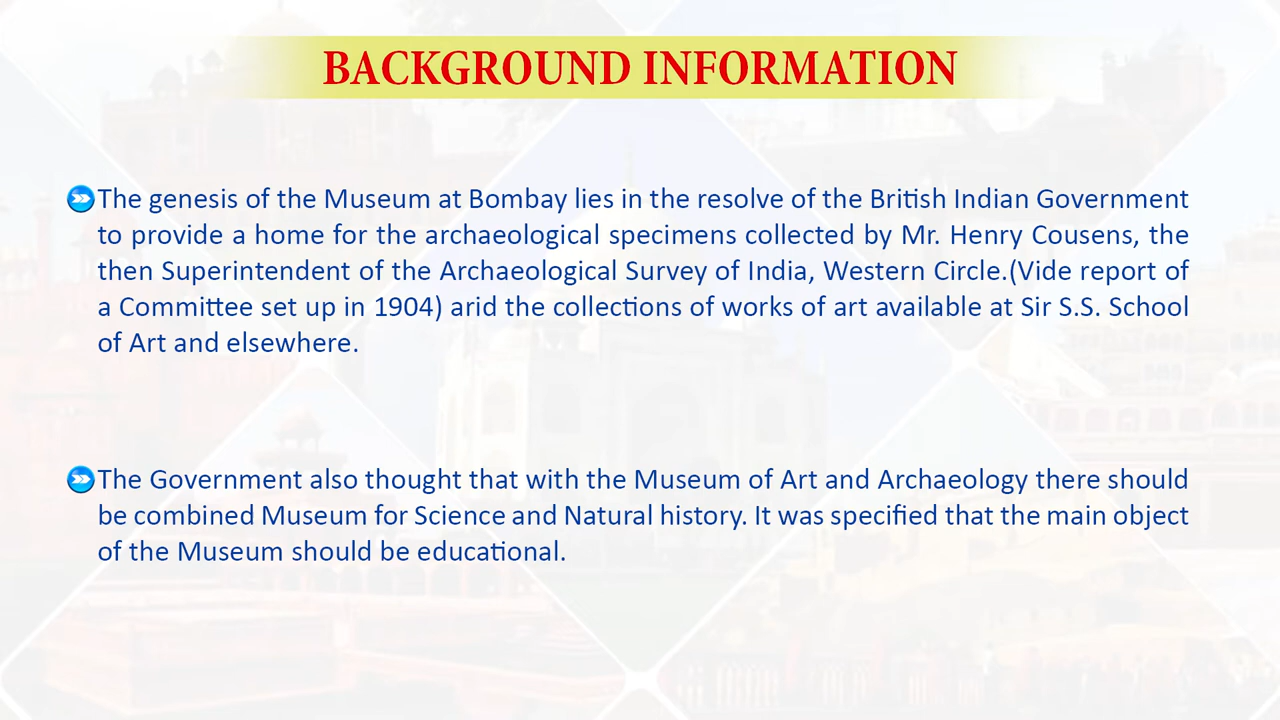 BACKGROUND INFORMATION
The genesis of the Museum at Bombay lies in the resolve of the British Indian Government
to provide a home for the archaeological specimens collected by Mr. Henry Cousens, the
then Superintendent of the Archaeological Survey of India, Western Circle.(Vide report of
a Committee set up in 1904) arid the collections of works of art available at Sir S.S. School
of Art and elsewhere.
The Government also thought that with the Museum of Art and Archaeology there should
be combined Museum for Science and Natural history. It was specified that the main object
of the Museum should be educational.